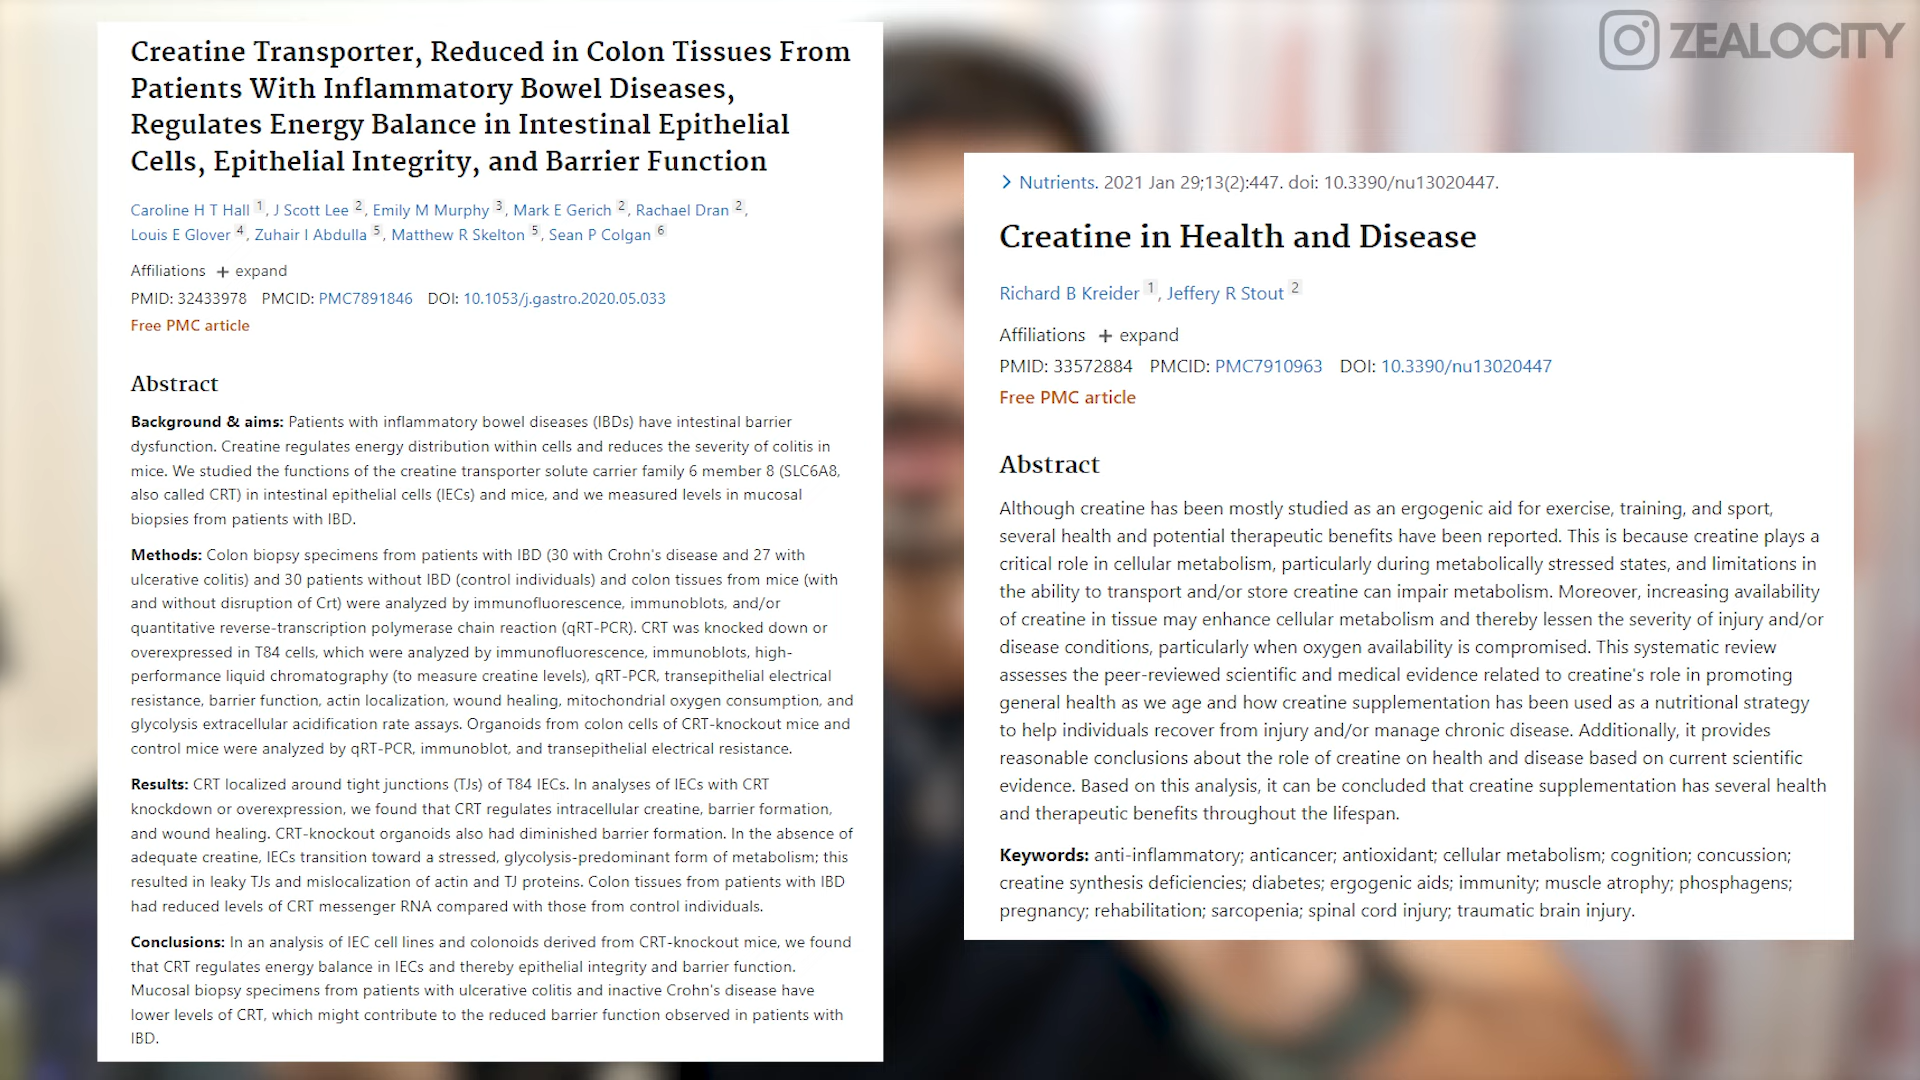 Creatine Transporter, Reduced in Colon Tissues From
Patients With Inflammatory Bowel Diseases,
Regulates Energy Balance in Intestinal Epithelial
Cells, Epithelial Integrity, and Barrier Function
Caroline H T Hall 1, J Scott Lee 2, Emily M Murphy 3, Mark E Gerich 2, Rachael Dran 2,
Louis E Glover 4, Zuhair I Abdulla 5, Matthew R Skelton 5, Sean P Colgan 6
Affiliations + expand
PMID: 32433978 PMCID: PMC7891846 DOI: 10.1053/j.gastro.2020.05.033
Free PMC article
Abstract
Background & aims: Patients with inflammatory bowel diseases (IBDs) have intestinal barrier
dysfunction. Creatine regulates energy distribution within cells and reduces the severity of colitis in
mice. We studied the functions of the creatine transporter solute carrier family 6 member 8 (SLC6A8,
also called CRT) in intestinal epithelial cells (IECs) and mice, and we measured levels in mucosal
biopsies from patients with IBD.
Methods: Colon biopsy specimens from patients with IBD (30 with Crohn's disease and 27 with
ulcerative colitis) and 30 patients without IBD (control individuals) and colon tissues from mice (with
and without disruption of Crt) were analyzed by immunofluorescence, immunoblots, and/or
quantitative reverse-transcription polymerase chain reaction (qRT-PCR). CRT was knocked down or
overexpressed in T84 cells, which were analyzed by immunofluorescence, immunoblots, high-
performance liquid chromatography (to measure creatine levels), qRT-PCR, transepithelial electrical
resistance, barrier function, actin localization, wound healing, mitochondrial oxygen consumption, and
glycolysis extracellular acidification rate assays. Organoids from colon cells of CRT-knockout mice and
control mice were analyzed by qRT-PCR, immunoblot, and transepithelial electrical resistance.
Results: CRT localized around tight junctions (TJs) of T84 IECs. In analyses of IECs with CRT
knockdown or overexpression, we found that CRT regulates intracellular creatine, barrier formation,
and wound healing. CRT-knockout organoids also had diminished barrier formation. In the absence of
adequate creatine, IECs transition toward a stressed, glycolysis-predominant form of metabolism; this
resulted in leaky TJs and mislocalization of actin and TJ proteins. Colon tissues from patients with IBD
had reduced levels of CRT messenger RNA compared with those from control individuals.
Conclusions: In an analysis of IEC cell lines and colonoids derived from CRT-knockout mice, we found
that CRT regulates energy balance in IECs and thereby epithelial integrity and barrier function.
Mucosal biopsy specimens from patients with ulcerative colitis and inactive Crohn's disease have
lower levels of CRT, which might contribute to the reduced barrier function observed in patients with
IBD.
ZEALOCITY
> Nutrients. 2021 Jan 29;13(2):447. doi: 10.3390/nu13020447.
Creatine in Health and Disease
Richard B Kreider 1, Jeffery R Stout 2
Affiliations + expand
PMID: 33572884 PMCID: PMC7910963 DOI: 10.3390/nu13020447
Free PMC article
Abstract
Although creatine has been mostly studied as an ergogenic aid for exercise, training, and sport,
several health and potential therapeutic benefits have been reported. This is because creatine plays a
critical role in cellular metabolism, particularly during metabolically stressed states, and limitations in
the ability to transport and/or store creatine can impair metabolism. Moreover, increasing availability
of creatine in tissue may enhance cellular metabolism and thereby lessen the severity of injury and/or
disease conditions, particularly when oxygen availability is compromised. This systematic review
assesses the peer-reviewed scientific and medical evidence related to creatine's role in promoting
general health as we age and how creatine supplementation has been used as a nutritional strategy
to help individuals recover from injury and/or manage chronic disease. Additionally, it provides
reasonable conclusions about the role of creatine on health and disease based on current scientific
evidence. Based on this analysis, it can be concluded that creatine supplementation has several health
and therapeutic benefits throughout the lifespan.
Keywords: anti-inflammatory; anticancer; antioxidant; cellular metabolism; cognition; concussion;
creatine synthesis deficiencies; diabetes; ergogenic aids; immunity; muscle atrophy; phosphagens;
pregnancy; rehabilitation; sarcopenia; spinal cord injury; traumatic brain injury.